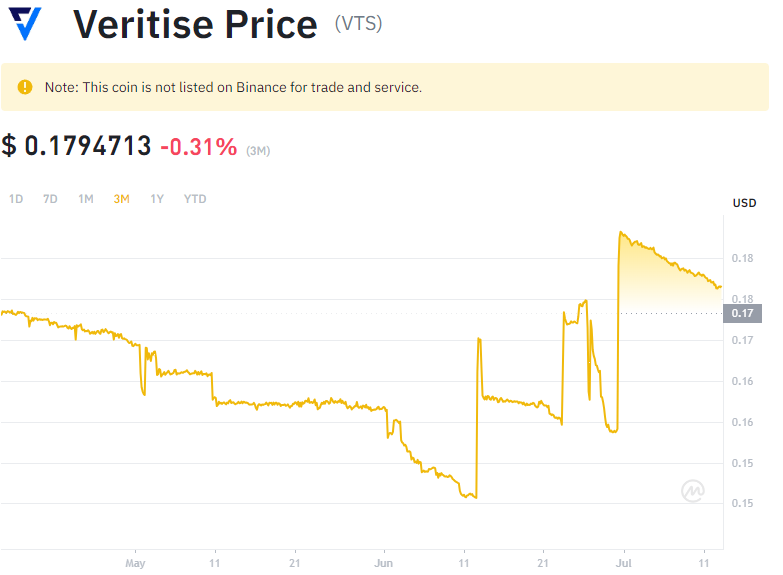 Veritise Price (VTS)
Note: This coin is not listed on Binance for trade and service.
$ 0.1794713 -0.31% (3M)
1D 7D 1M 3M 1Y YTD
USD
0.18
0.18
0.17
0.17
0.16
0.16
0.15
0.15
May 11 21 Jun 11 21 Jul 11